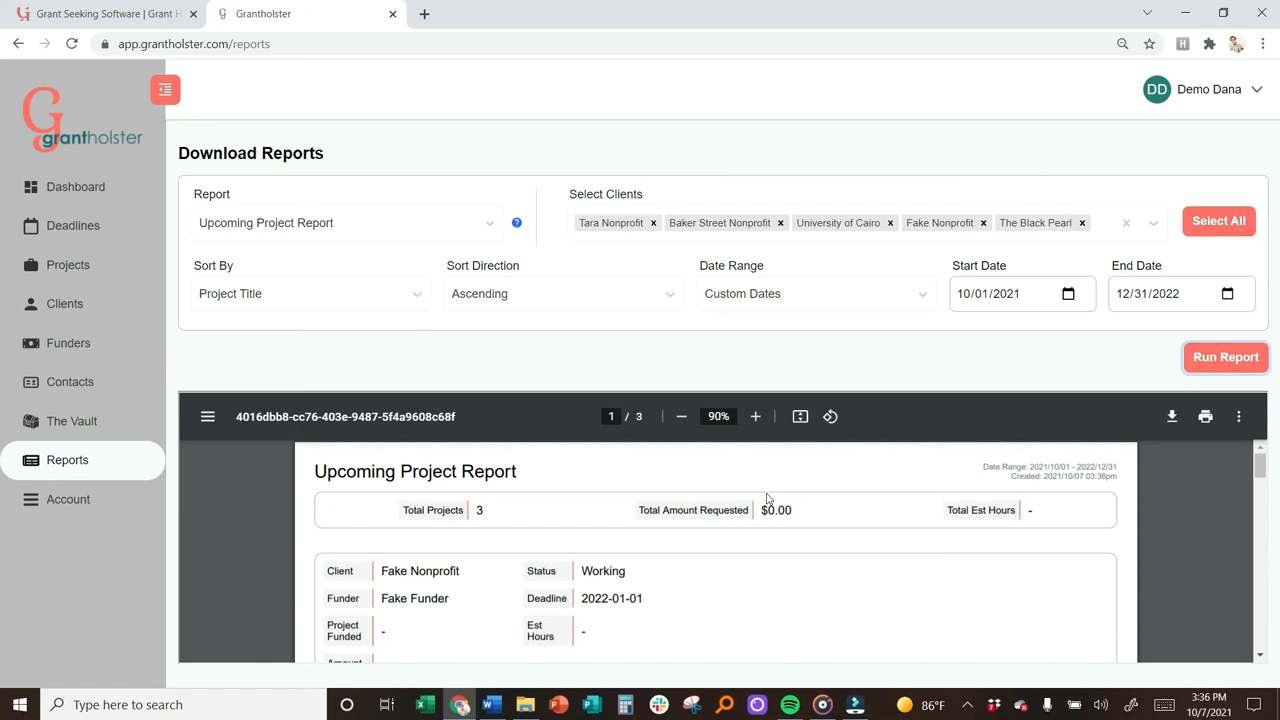 Grant Seeking Software | Grant H
Grantholster
app.grantholster.com/reports
H
grantholster
DD Demo Dana
Dashboard
Deadlines
Projects
Clients
Funders
Contacts
The Vault
Reports
Account
Download Reports
Report
Select Clients
Upcoming Project Report
?
Tara Nonprofit x Baker Street Nonprofit x University of Cairo x Fake Nonprofit x The Black Pearl x
Select All
Sort By Sort Direction Date Range Start Date End Date
Project Title Ascending Custom Dates 10/01/2021 12/31/2022
Run Report
4016dbb8-cc76-403e-9487-5f4a9608c68f 1 / 3 90%
Upcoming Project Report
Date Range: 2021/10/01 - 2022/12/31
Created: 2021/10/07 03:36pm
Total Projects 3 Total Amount Requested $0.00 Total Est Hours -
Client Fake Nonprofit Status Working
Funder Fake Funder Deadline 2022-01-01
Project Funded - Est Hours -
Amount
Type here to search
86°F
3:36 PM
10/7/2021